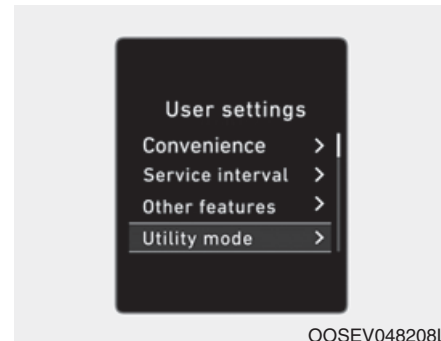 User settings
Convenience >
Service interval >
Other features >
Utility mode >
OOSEV048208L